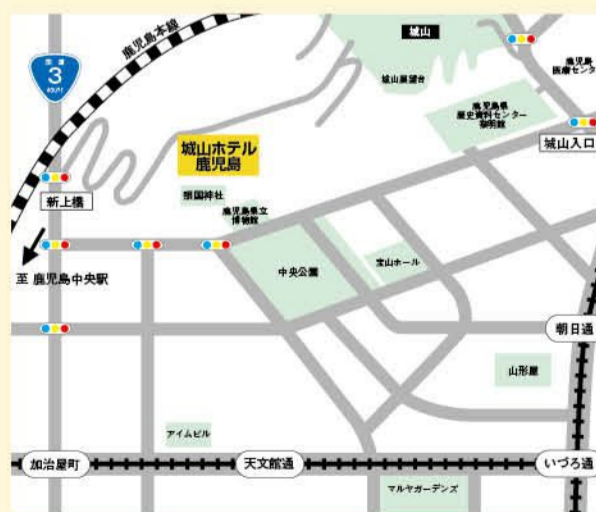 鹿児島本線
城山
国道
3
ROUTE
城山展望台
鹿児島
医療センター
鹿児島県
歴史資料センター
黎明館
城山ホテル
鹿児島
城山入口
照国神社
新上橋
鹿児島県立
博物館
至 鹿児島中央駅
中央公園
宝山ホール
朝日通
山形屋
アイムビル
加治屋町
天文館通
いづろ通
マルヤガーデンズ